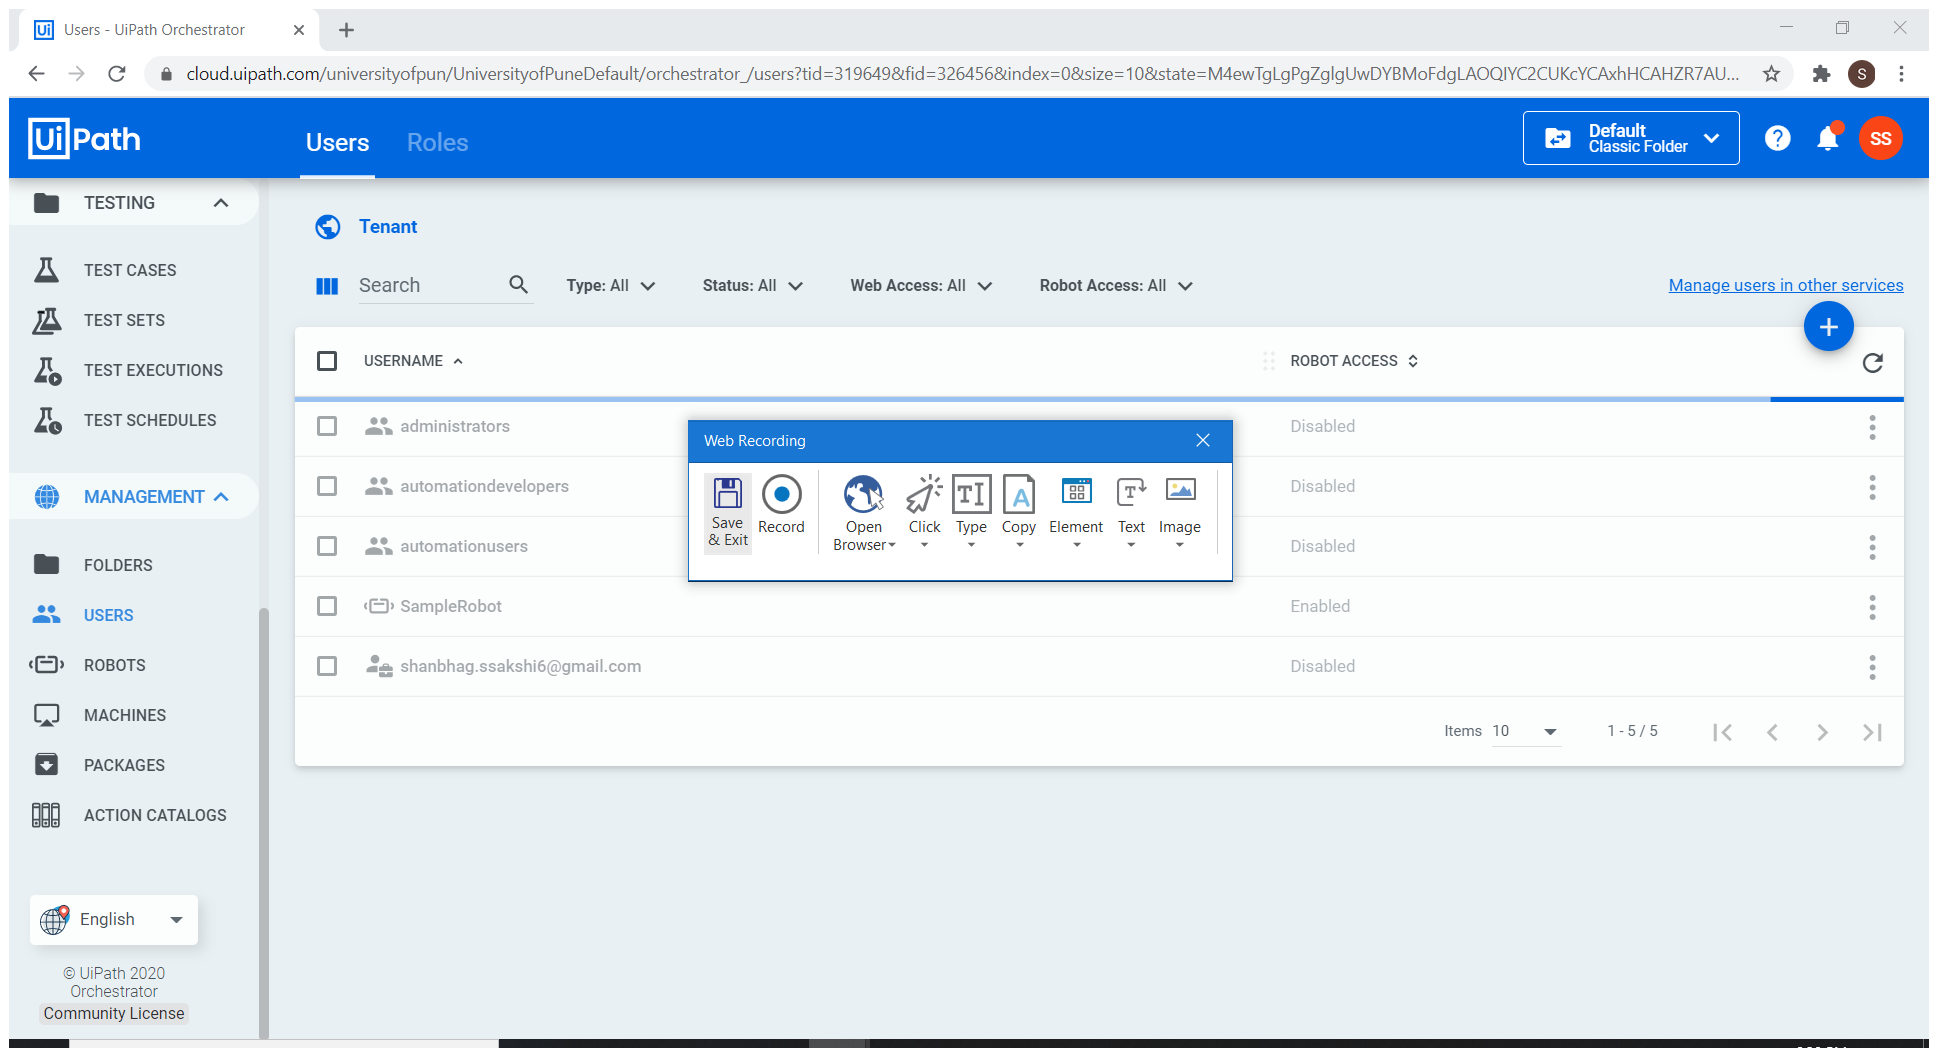 Users - UiPath Orchestrator
cloud.uipath.com/universityofpun/UniversityofPuneDefault/orchestrator_/users?tid=319649&fid=326456&index=0&size=10&state=M4ewTgLgPgZglgUwDYBMoFdgLAOQIYC2CUKcYCAxhHCAHZR7AU...
S
UiPath
Users
Roles
Default
Classic Folder
?
SS
TESTING
TEST CASES
TEST SETS
TEST EXECUTIONS
TEST SCHEDULES
MANAGEMENT
FOLDERS
USERS
ROBOTS
MACHINES
PACKAGES
ACTION CATALOGS
English
© UiPath 2020
Orchestrator
Community License
Tenant
Search
Type: All
Status: All
Web Access: All
Robot Access: All
Manage users in other services
USERNAME
ROBOT ACCESS
administrators
Disabled
automationdevelopers
Disabled
automationusers
Disabled
SampleRobot
Enabled
shanbhag.ssakshi6@gmail.com
Disabled
Items 10
1 - 5 / 5
Web Recording
Save & Exit
Record
Open Browser
Click
Type
Copy
Element
Text
Image